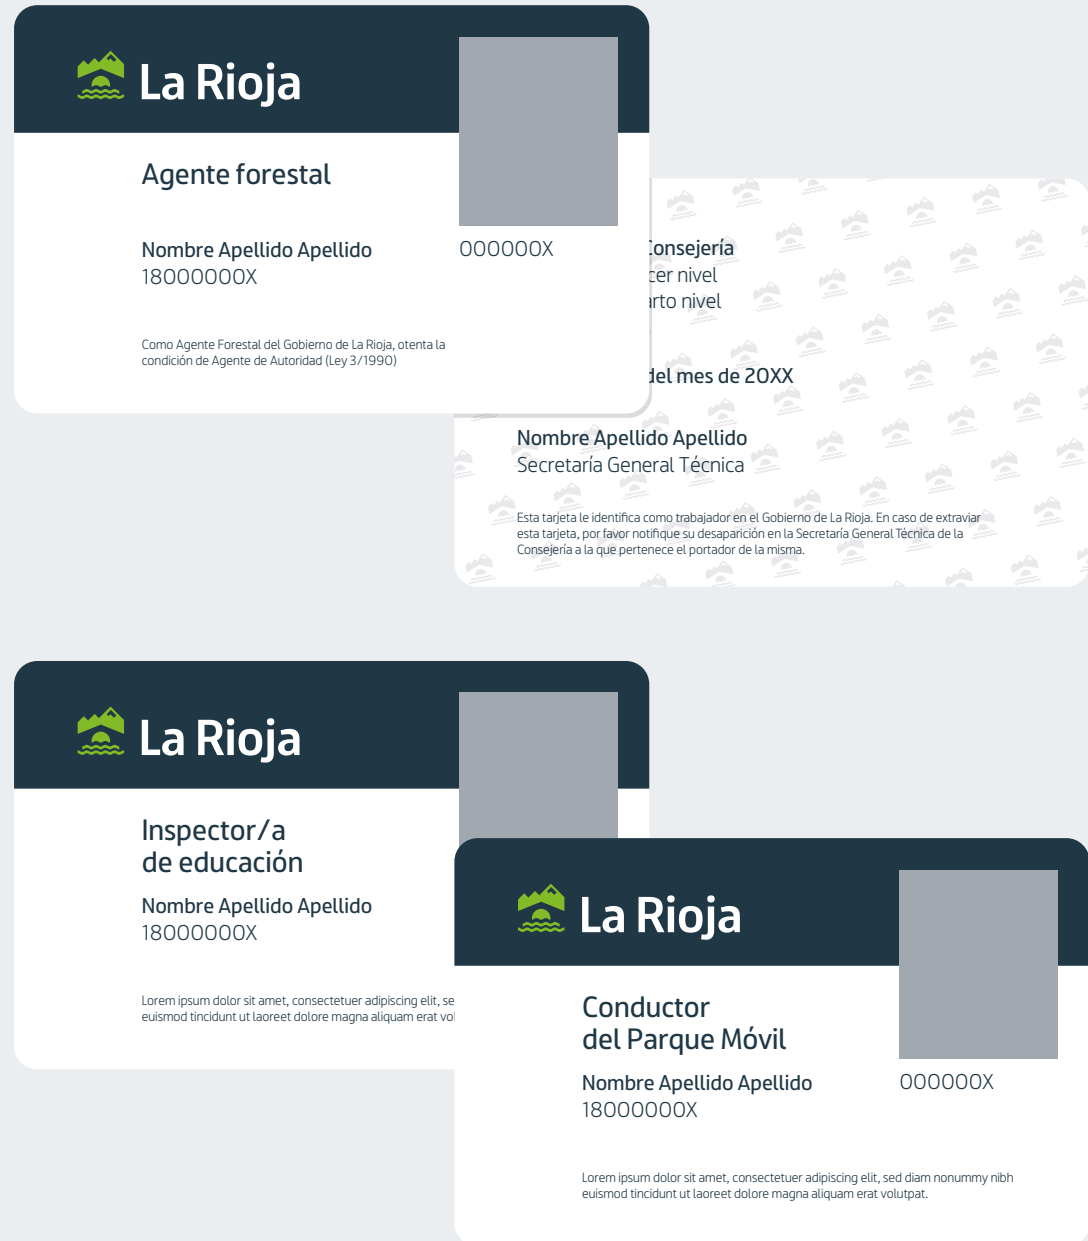 La Rioja
Agente forestal
Nombre Apellido Apellido
18000000X
000000X
Como Agente Forestal del Gobierno de La Rioja, otenta la
condición de Agente de Autoridad (Ley 3/1990)
Consejería
nivel
nivel
del mes de 20XX
Nombre Apellido Apellido
Secretaría General Técnica
Esta tarjeta le identifica como trabajador en el Gobierno de La Rioja. En caso de extraviar
esta tarjeta, por favor notifique su desaparición en la Secretaría General Técnica de la
Consejería a la que pertenece el portador de la misma.
La Rioja
Inspector/a
de educación
Nombre Apellido Apellido
18000000X
Lorem ipsum dolor sit amet, consectetuer adipiscing elit, se
euismod tincidunt ut laoreet dolore magna aliquam erat vol
La Rioja
Conductor
del Parque Móvil
Nombre Apellido Apellido
18000000X
000000X
Lorem ipsum dolor sit amet, consectetuer adipiscing elit, sed diam nonummy nibh
euismod tincidunt ut laoreet dolore magna aliquam erat volutpat.